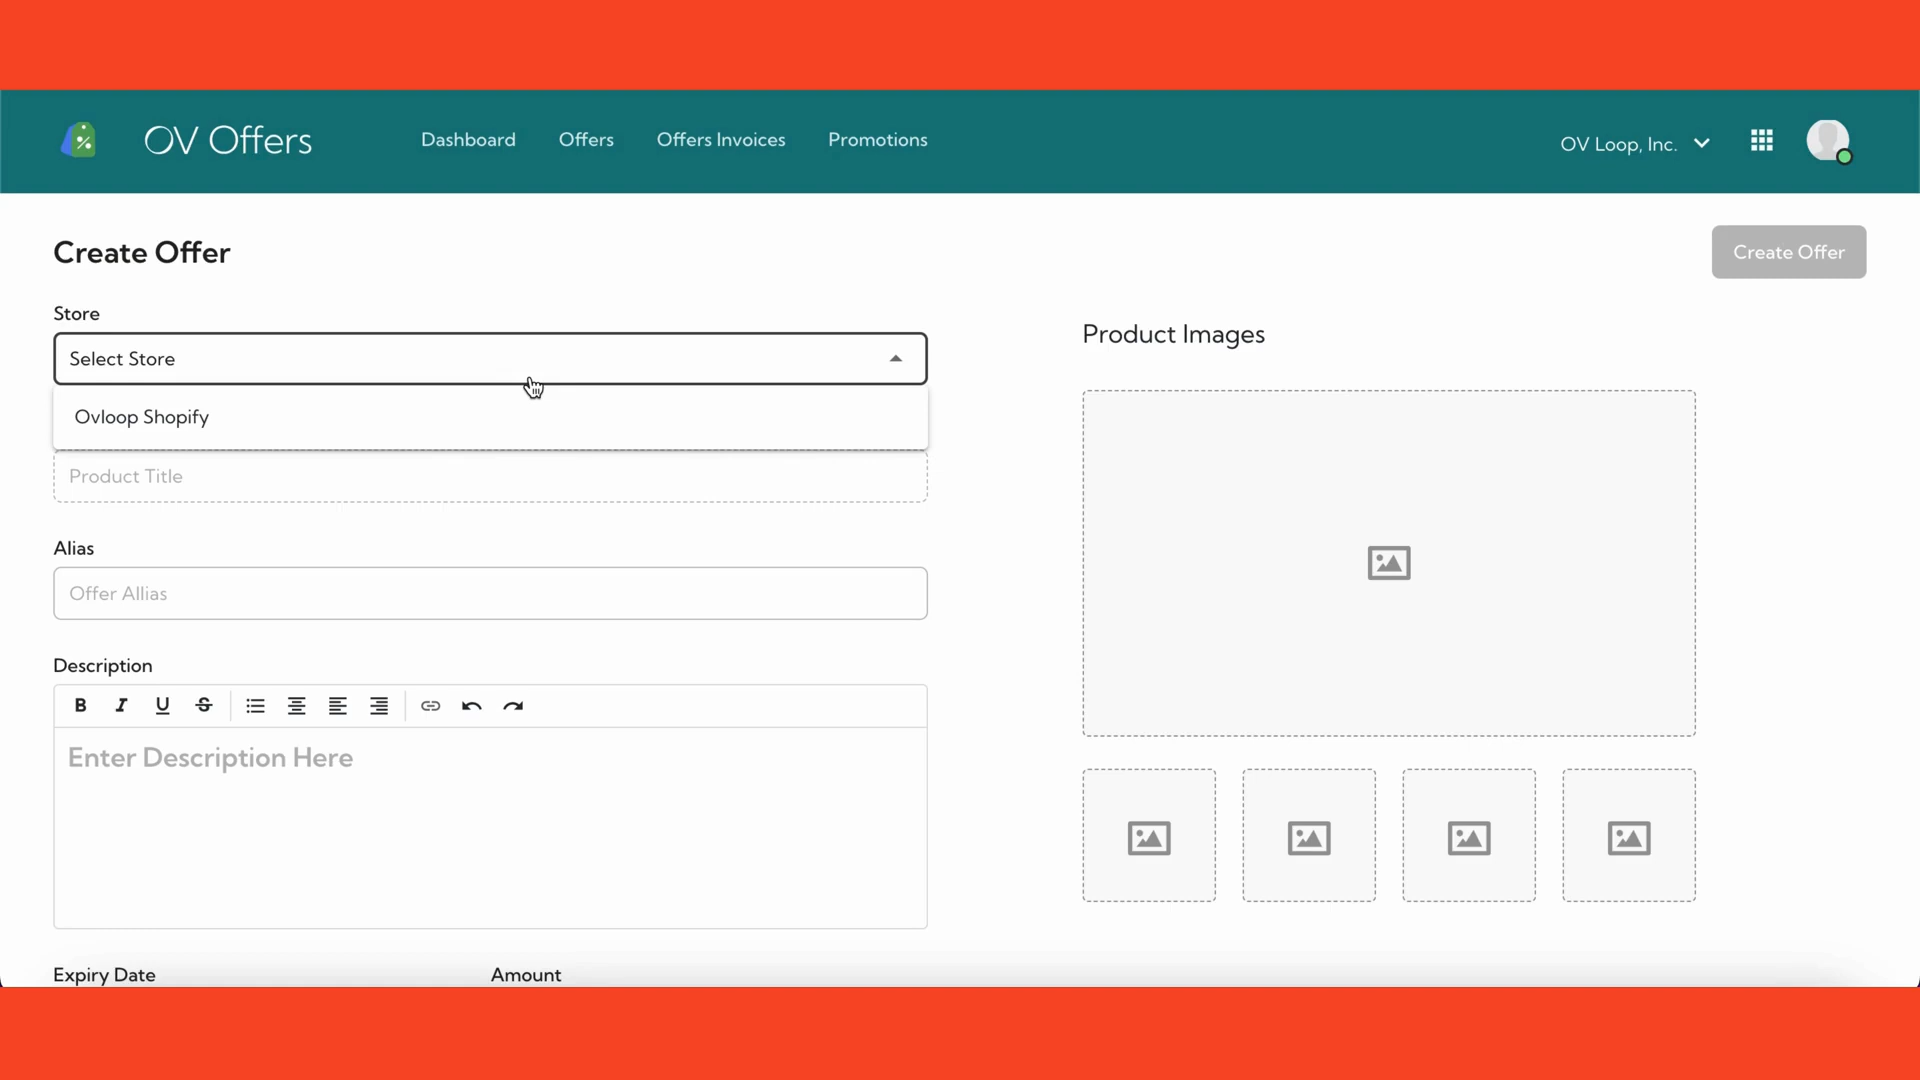 OV Offers
Dashboard
Offers
Offers Invoices
Promotions
OV Loop, Inc.
Create Offer
Create Offer
Store
Select Store
Ovloop Shopify
Product Title
Alias
Offer Allias
Description
B I U S
Enter Description Here
Expiry Date
Amount
Product Images